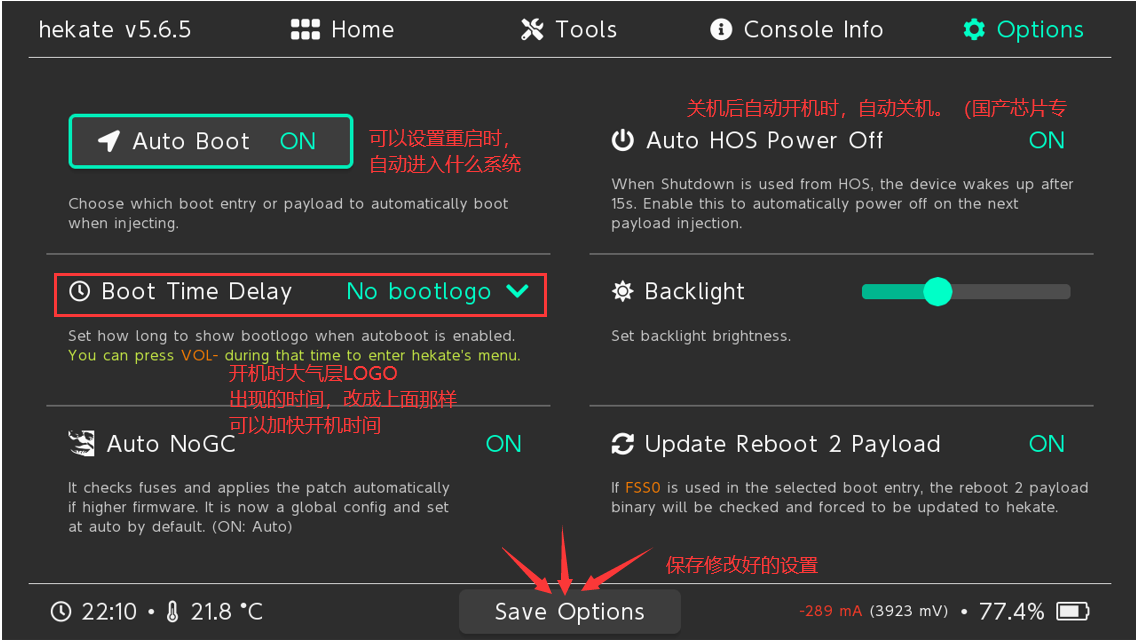 hekate v5.6.5
Home
Tools
Console Info
Options
Auto Boot ON
可以设置重启时，
自动进入什么系统
Choose which boot entry or payload to automatically boot
when injecting.
关机后自动开机时，自动关机。（国产芯片专
Auto HOS Power Off ON
When Shutdown is used from HOS, the device wakes up after
15s. Enable this to automatically power off on the next
payload injection.
Boot Time Delay No bootlogo
Set how long to show bootlogo when autoboot is enabled.
You can press VOL- during that time to enter hekate's menu.
开机时大气层LOGO
出现的时间，改成上面那样
可以加快开机时间
Backlight
Set backlight brightness.
Auto NoGC ON
It checks fuses and applies the patch automatically
if higher firmware. It is now a global config and set
at auto by default. (ON: Auto)
Update Reboot 2 Payload ON
If FSS0 is used in the selected boot entry, the reboot 2 payload
binary will be checked and forced to be updated to hekate.
保存修改好的设置
22:10 • 21.8 °C
Save Options
-289 mA (3923 mV) • 77.4%